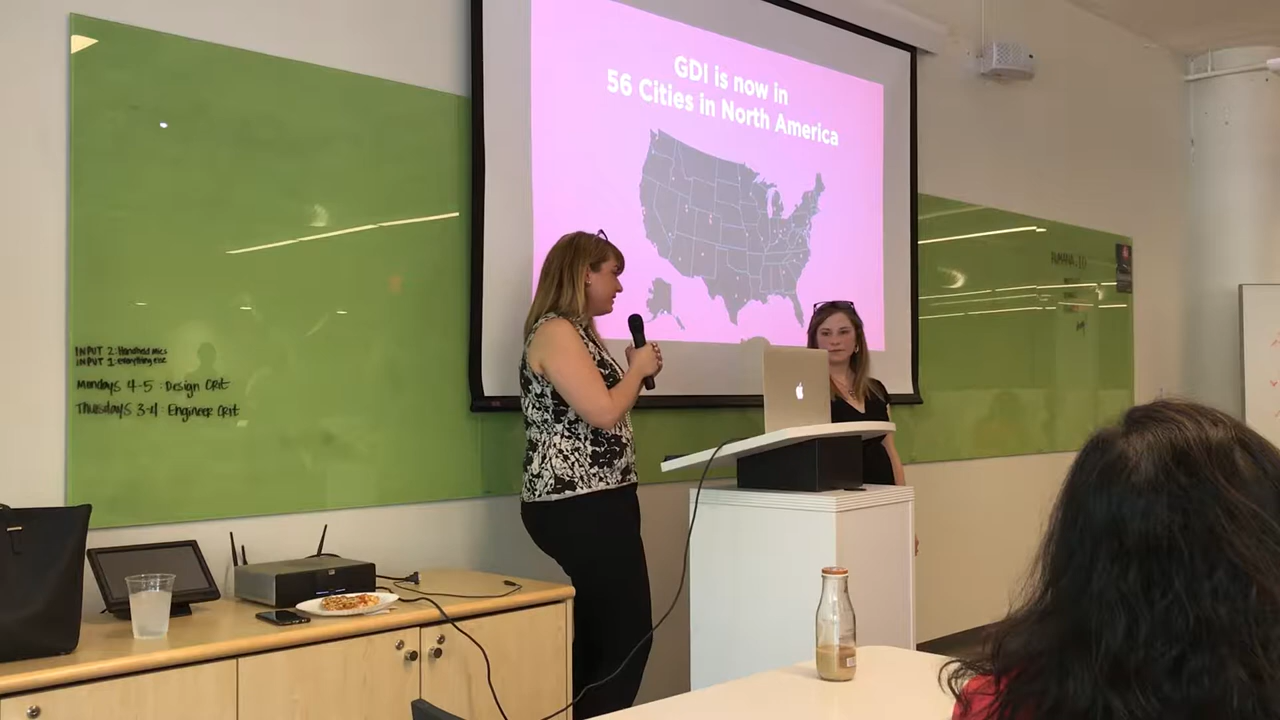 GDI is now in
56 Cities in North America
INPUT 2: Handheld mics
INPUT 1: everything else
Mondays 4-5 : Design Crit
Thursdays 3-4 : Engineer Crit